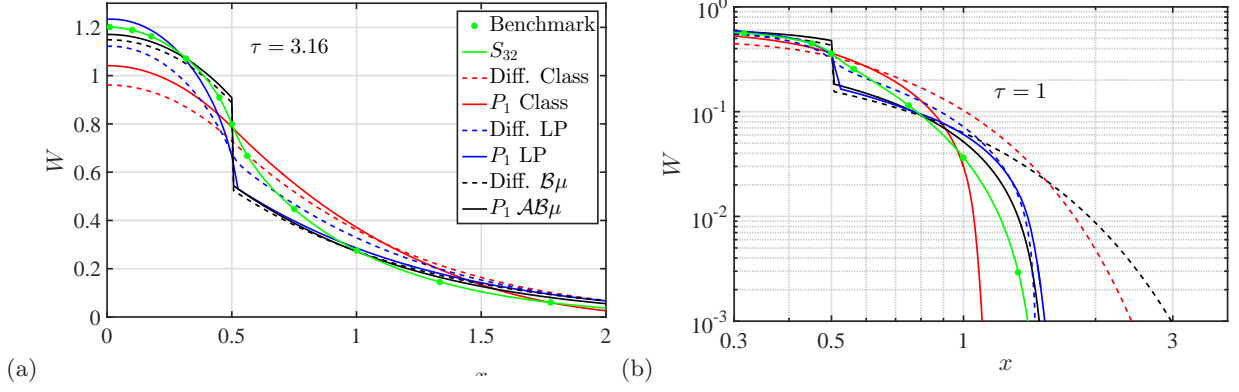 1.2
1
0.8
0.6
0.4
0.2
0
W
0
0.5
1
1.5
2
x
τ = 3.16
Benchmark
S₃₂
Diff. Class
P₁ Class
Diff. LP
P₁ LP
Diff. ℬμ
P₁ 𝒜ℬμ
(a)
10⁰
10⁻¹
10⁻²
10⁻³
W
0.3
0.5
1
3
x
τ = 1
(b)